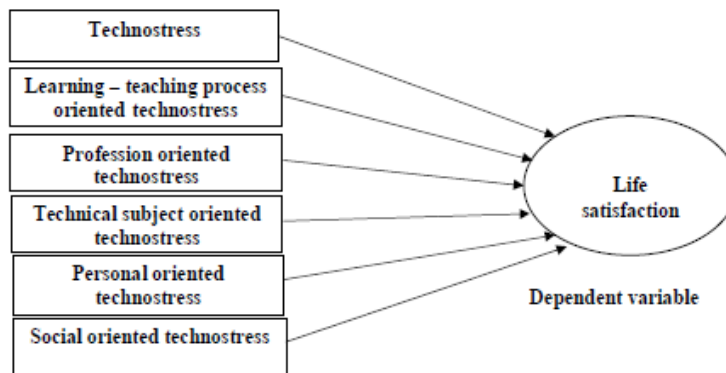 Technostress
Learning – teaching process
oriented technostress
Profession oriented
technostress
Technical subject oriented
technostress
Personal oriented
technostress
Social oriented technostress
Life
satisfaction
Dependent variable